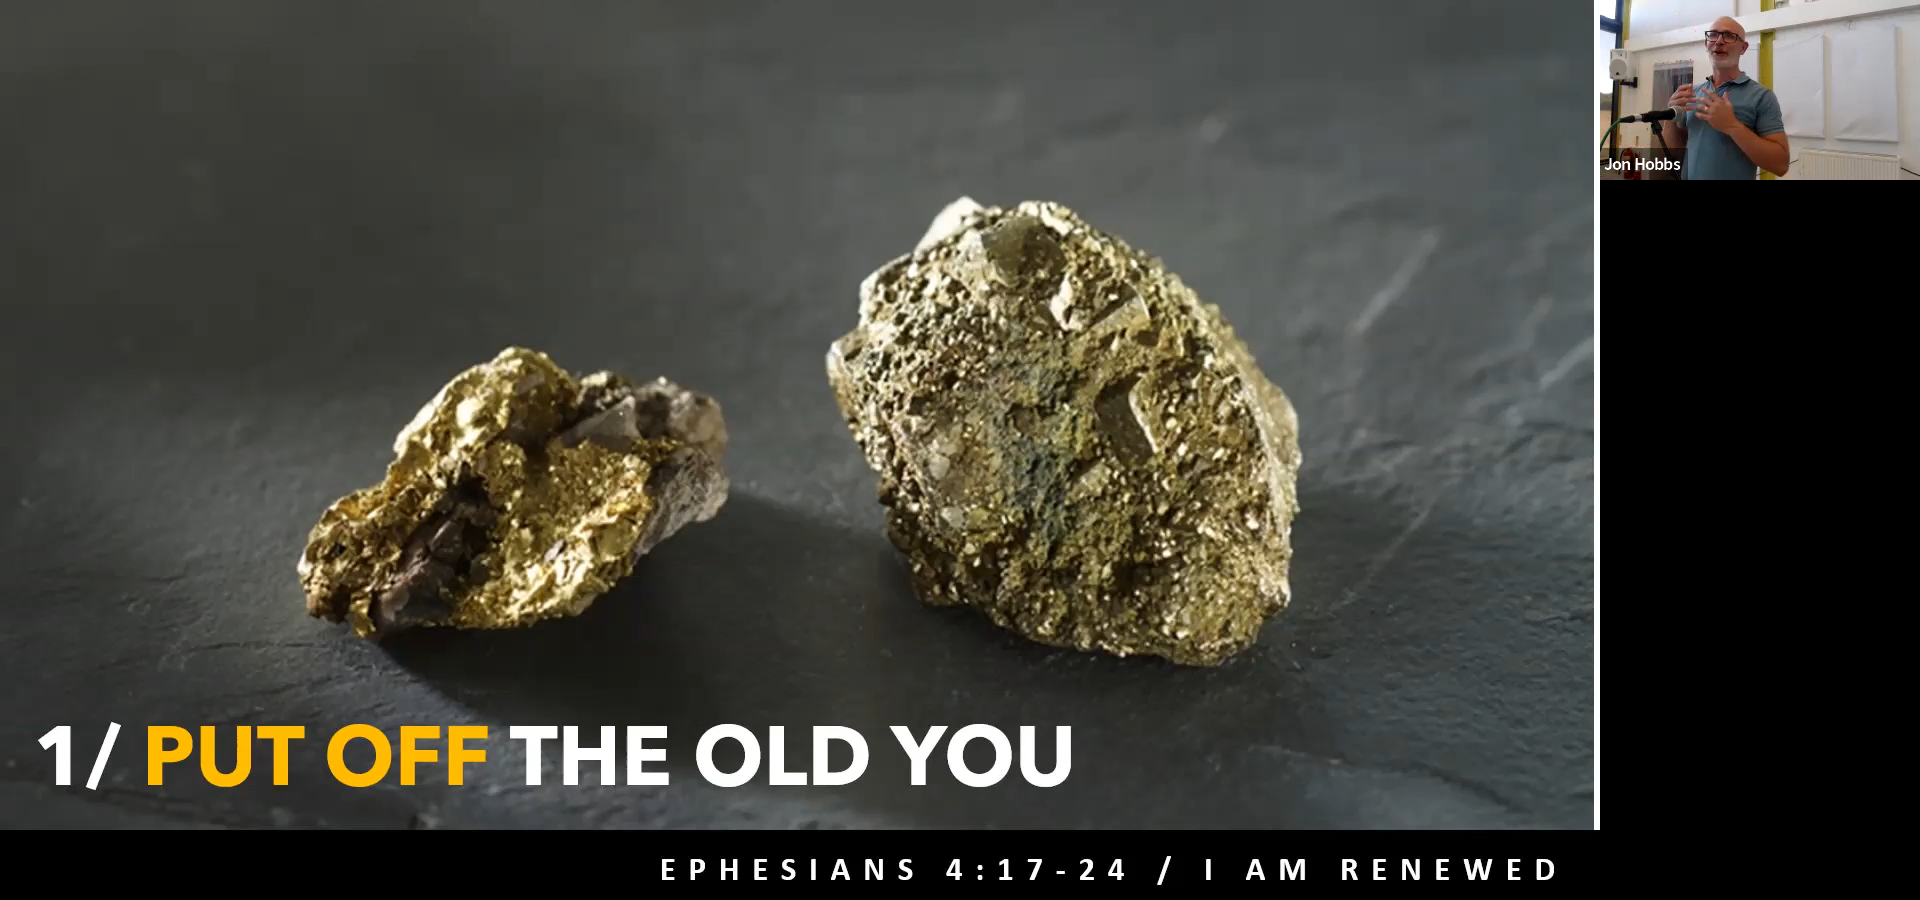 Jon Hobbs
1/ PUT OFF THE OLD YOU
EPHESIANS 4:17-24 / I AM RENEWED